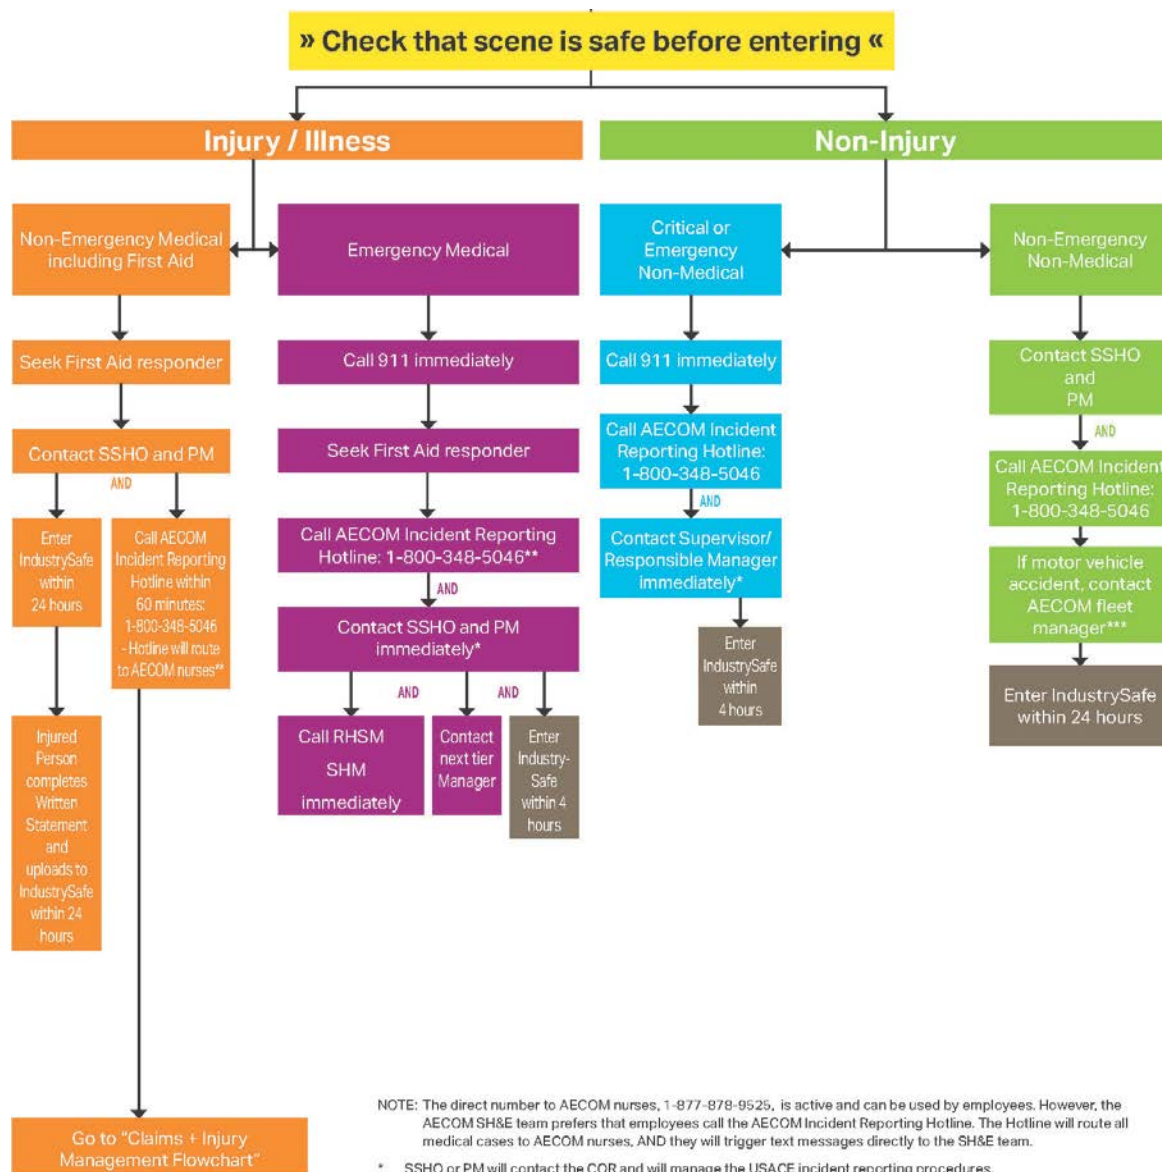 » Check that scene is safe before entering «
Injury / Illness
Non-Injury
Non-Emergency Medical
including First Aid
Emergency Medical
Critical or
Emergency
Non-Medical
Non-Emergency
Non-Medical
Seek First Aid responder
Call 911 immediately
Call 911 immediately
Contact SSHO
and
PM
AND
Contact SSHO and PM
AND
Seek First Aid responder
Call AECOM Incident
Reporting Hotline:
1-800-348-5046
AND
Call AECOM Incident
Reporting Hotline:
1-800-348-5046
Enter
IndustrySafe
within
24 hours
Call AECOM
Incident Reporting
Hotline within
60 minutes:
1-800-348-5046
- Hotline will route
to AECOM nurses**
Call AECOM Incident Reporting
Hotline: 1-800-348-5046**
AND
Contact Supervisor/
Responsible Manager
immediately*
If motor vehicle
accident, contact
AECOM fleet
manager***
Contact SSHO and PM
immediately*
AND
AND
Enter
IndustrySafe
within
4 hours
Enter IndustrySafe
within 24 hours
Injured
Person
completes
Written
Statement
and
uploads to
IndustrySafe
within 24
hours
Call RHSM
SHM
immediately
Contact
next tier
Manager
Enter
Industry-
Safe
within 4
hours
Go to "Claims + Injury
Management Flowchart"
NOTE: The direct number to AECOM nurses, 1-877-878-9525, is active and can be used by employees. However, the
AECOM SH&E team prefers that employees call the AECOM Incident Reporting Hotline. The Hotline will route all
medical cases to AECOM nurses, AND they will trigger text messages directly to the SH&E team.
* SSHO or PM will contact the COR and will manage the USACE incident reporting procedures.